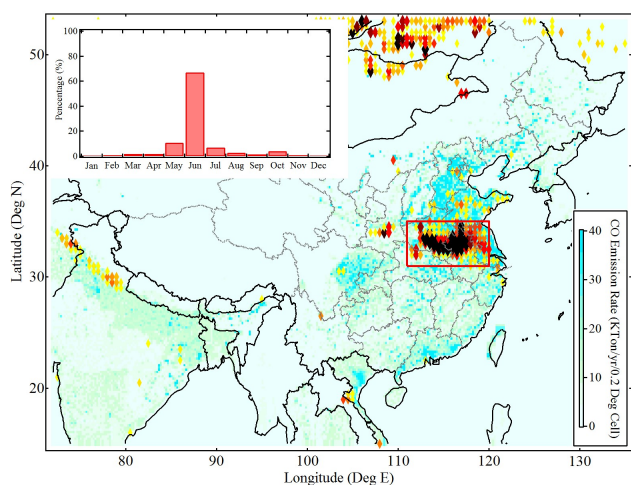 100
80
60
40
20
0
Percentage (%)
Jan Feb Mar Apr May Jun Jul Aug Sep Oct Nov Dec
50
40
30
20
Latitude (Deg N)
80 90 100 110 120 130
Longitude (Deg E)
40
30
20
10
0
CO Emission Rate (KTon/yr/0.2 Deg Cell)